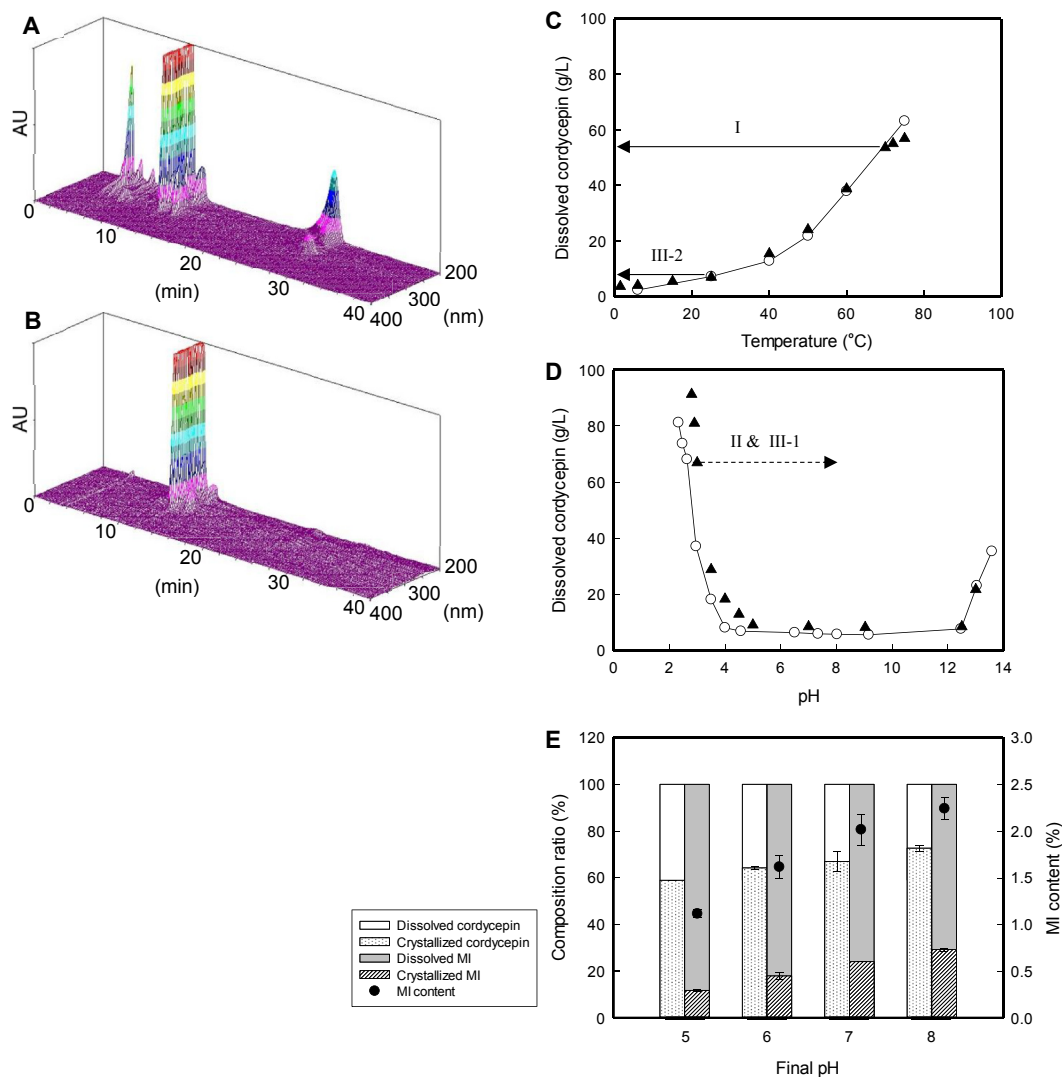 A
AU
0
10
20
30
40
(min)
200
300
400
(nm)
B
AU
0
10
20
30
40
(min)
200
300
400
(nm)
C
Dissolved cordycepin (g/L)
100
80
60
40
20
0
I
III-2
0 20 40 60 80 100
Temperature (°C)
D
Dissolved cordycepin (g/L)
100
80
60
40
20
0
II & III-1
0 2 4 6 8 10 12 14
pH
E
Composition ratio (%)
120
100
80
60
40
20
0
3.0
2.5
2.0
1.5
1.0
0.5
0.0
MI content (%)
5 6 7 8
Final pH
Dissolved cordycepin
Crystallized cordycepin
Dissolved MI
Crystallized MI
MI content